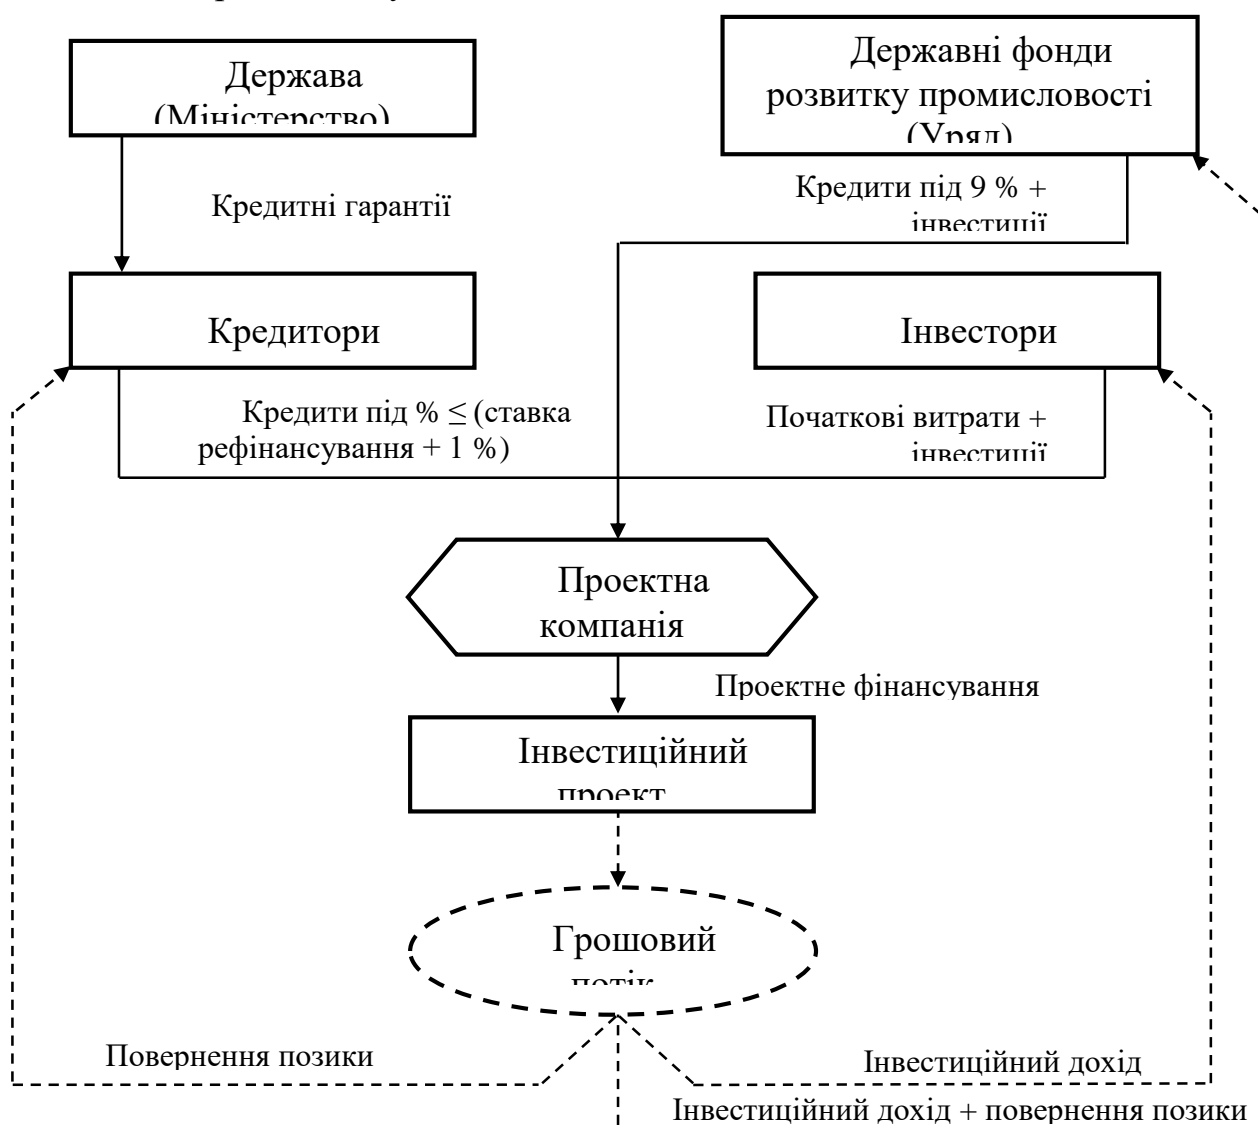 Держава
(Міністерство)
Державні фонди
розвитку промисловості
(Уряд)
Кредитні гарантії
Кредити під 9 % +
інвестиції
Кредитори
Інвестори
Кредити під % ≤ (ставка
рефінансування + 1 %)
Початкові витрати +
інвестиції
Проектна
компанія
Проектне фінансування
Інвестиційний
проект
Грошовий
потік
Повернення позики
Інвестиційний дохід
Інвестиційний дохід + повернення позики